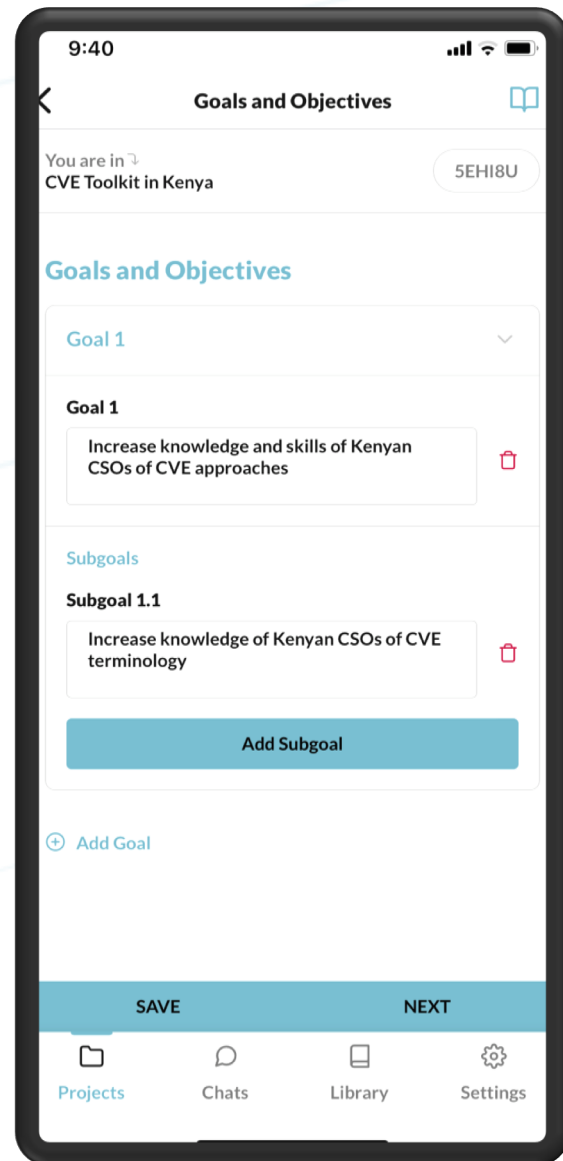 9:40
Goals and Objectives
You are in
CVE Toolkit in Kenya
5EHI8U
Goals and Objectives
Goal 1
Goal 1
Increase knowledge and skills of Kenyan
CSOs of CVE approaches
Subgoals
Subgoal 1.1
Increase knowledge of Kenyan CSOs of CVE
terminology
Add Subgoal
Add Goal
SAVE NEXT
Projects Chats Library Settings